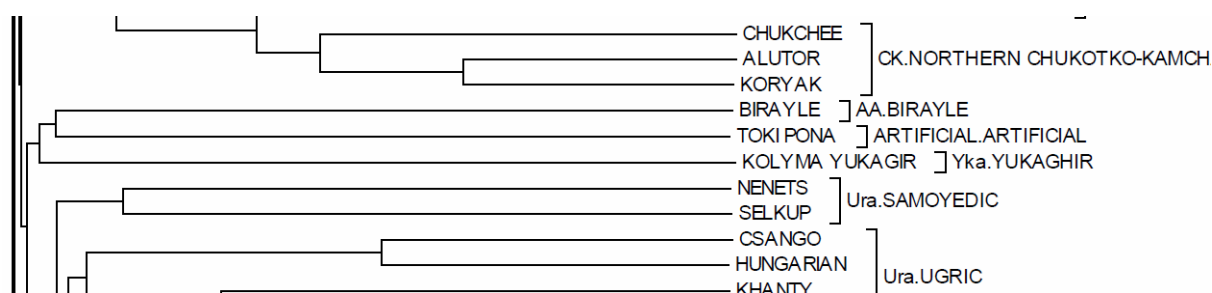 CHUKCHEE
ALUTOR CK.NORTHERN CHUKOTKO-KAMCH
KORYAK
BIRAYLE AA.BIRAYLE
TOKI PONA ARTIFICIAL.ARTIFICIAL
KOLYMA YUKAGIR Yka.YUKAGHIR
NENETS
Ura.SAMOYEDIC
SELKUP
CSANGO
HUNGARIAN
Ura.UGRIC
KHANTY